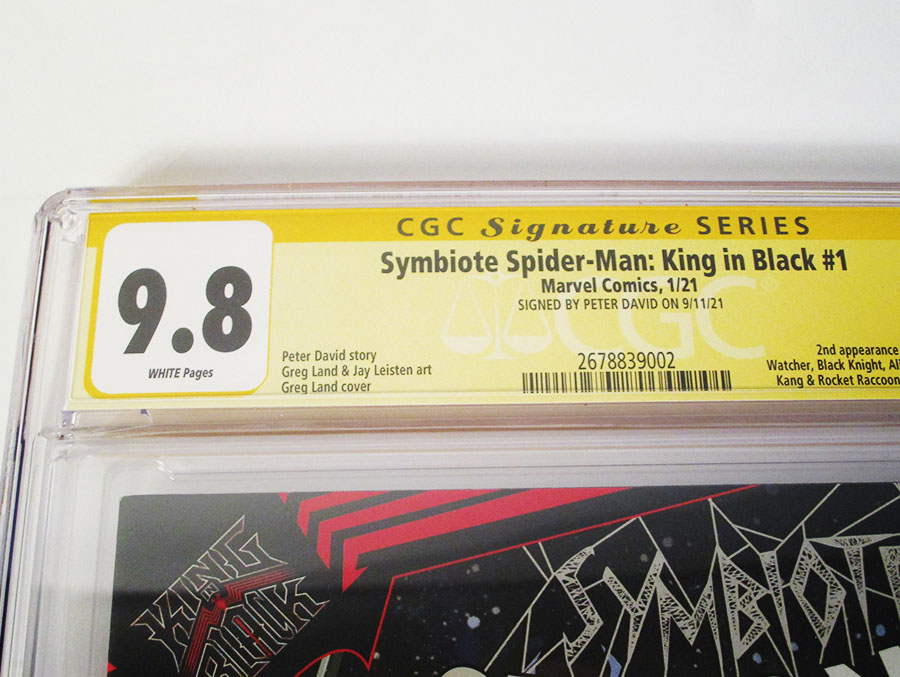 CGC Signature SERIES
9.8
WHITE Pages
Symbiote Spider-Man: King in Black #1
Marvel Comics, 1/21
SIGNED BY PETER DAVID ON 9/11/21
CGC
Peter David story
Greg Land & Jay Leisten art
Greg Land cover
2678839002
2nd appearance
Watcher, Black Knight, Ali
Kang & Rocket Raccoon
KING
IN
BLACK
SYMBIOTE